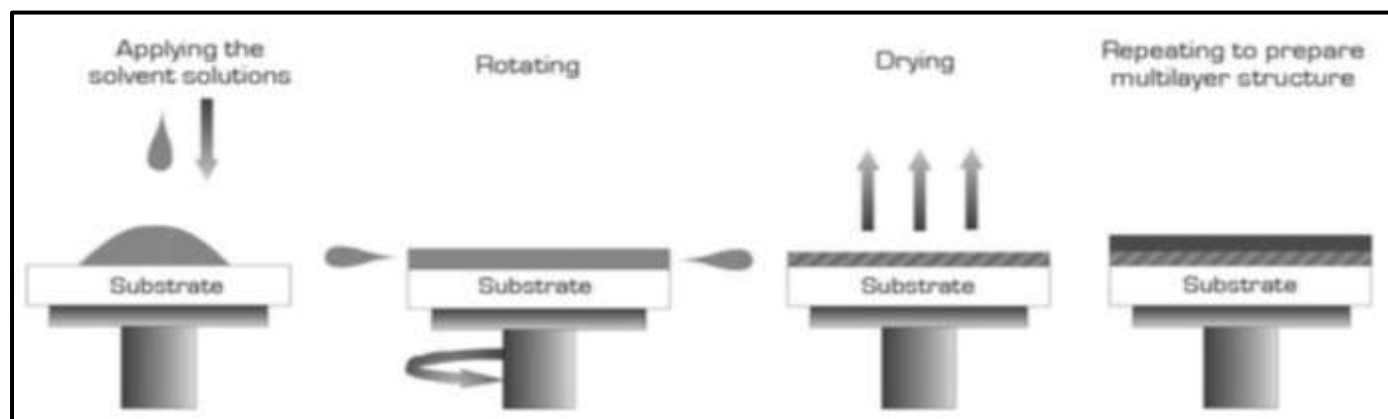 Applying the
solvent solutions
Rotating
Drying
Repeating to prepare
multilayer structure
Substrate
Substrate
Substrate
Substrate